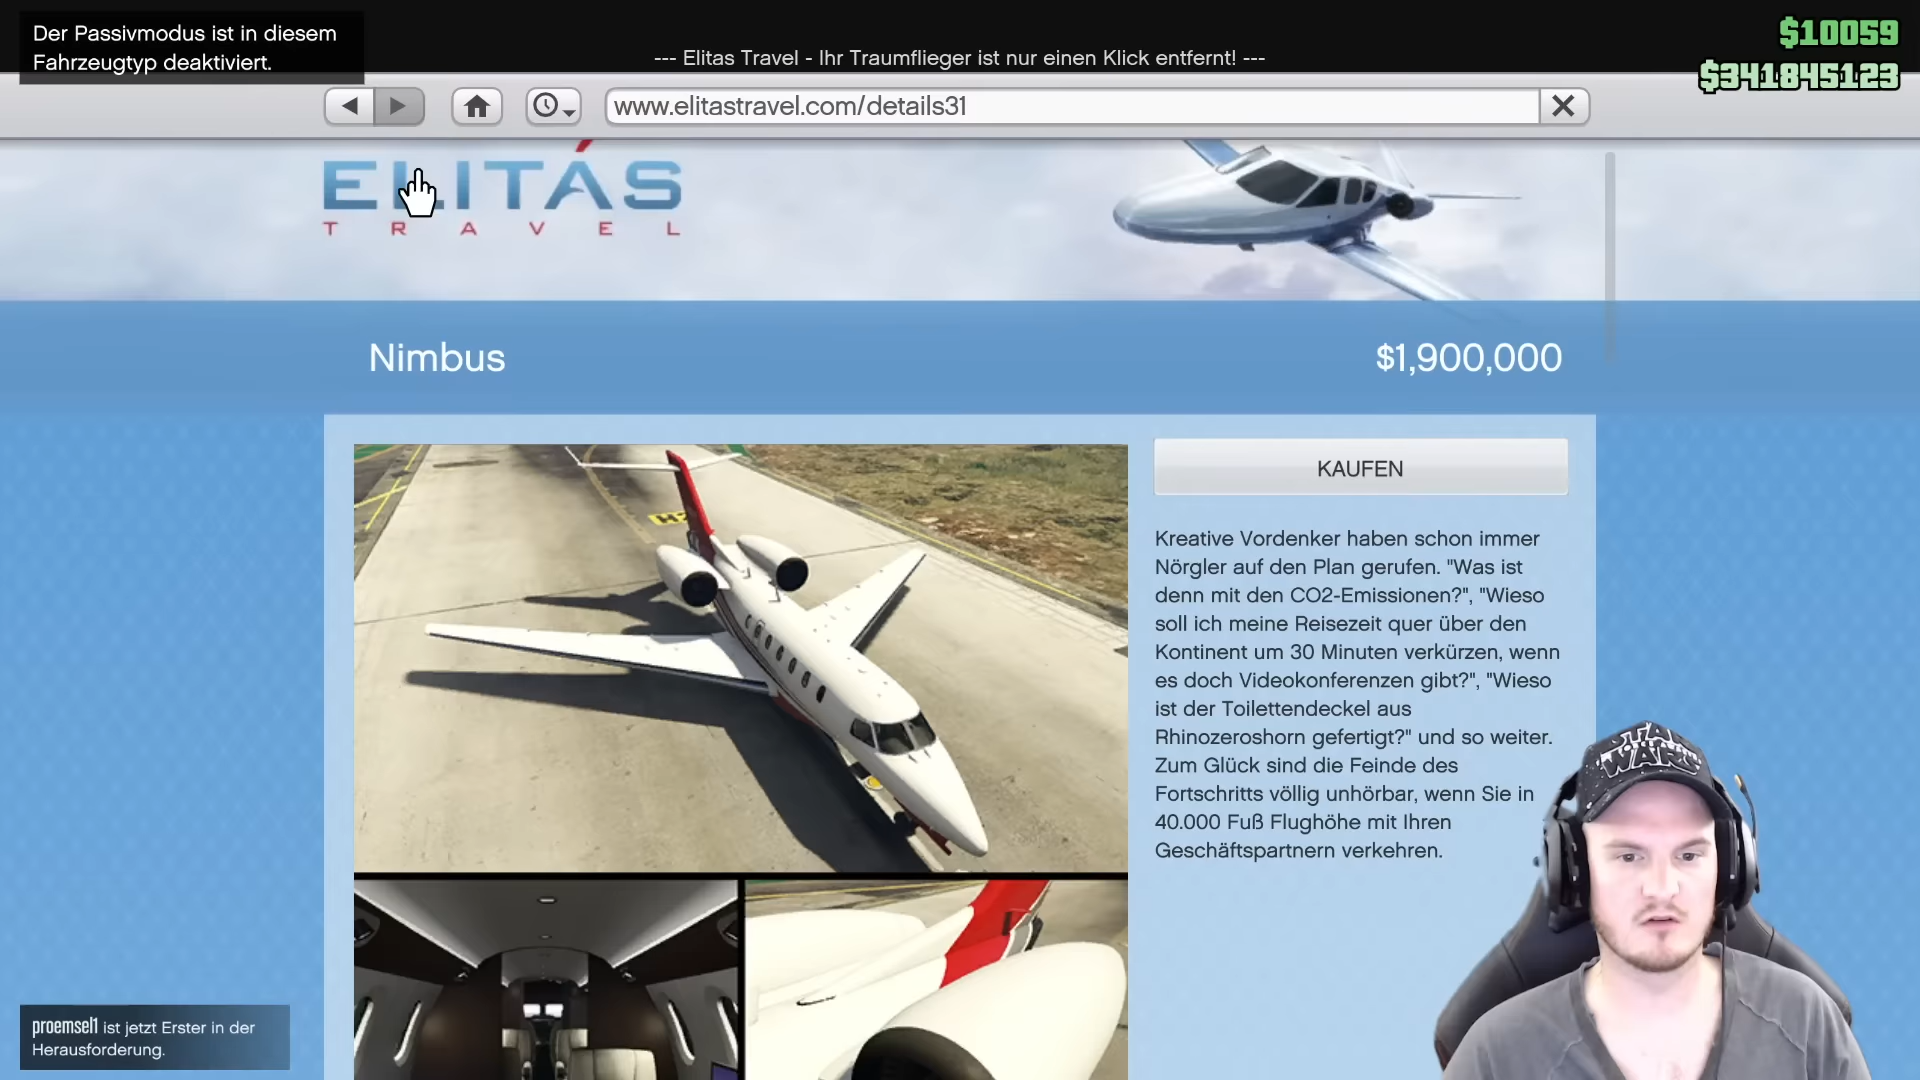 Der Passivmodus ist in diesem
Fahrzeugtyp deaktiviert.
--- Elitas Travel - Ihr Traumflieger ist nur einen Klick entfernt! ---
$10059
$341845123
www.elitastravel.com/details31
ELITÁS
TRAVEL
Nimbus
$1,900,000
KAUFEN
Kreative Vordenker haben schon immer
Nörgler auf den Plan gerufen. "Was ist
denn mit den CO2-Emissionen?", "Wieso
soll ich meine Reisezeit quer über den
Kontinent um 30 Minuten verkürzen, wenn
es doch Videokonferenzen gibt?", "Wieso
ist der Toilettendeckel aus
Rhinozeroshorn gefertigt?" und so weiter.
Zum Glück sind die Feinde des
Fortschritts völlig unhörbar, wenn Sie in
40.000 Fuß Flughöhe mit Ihren
Geschäftspartnern verkehren.
STAR
WARS
proemsel1 ist jetzt Erster in der
Herausforderung.